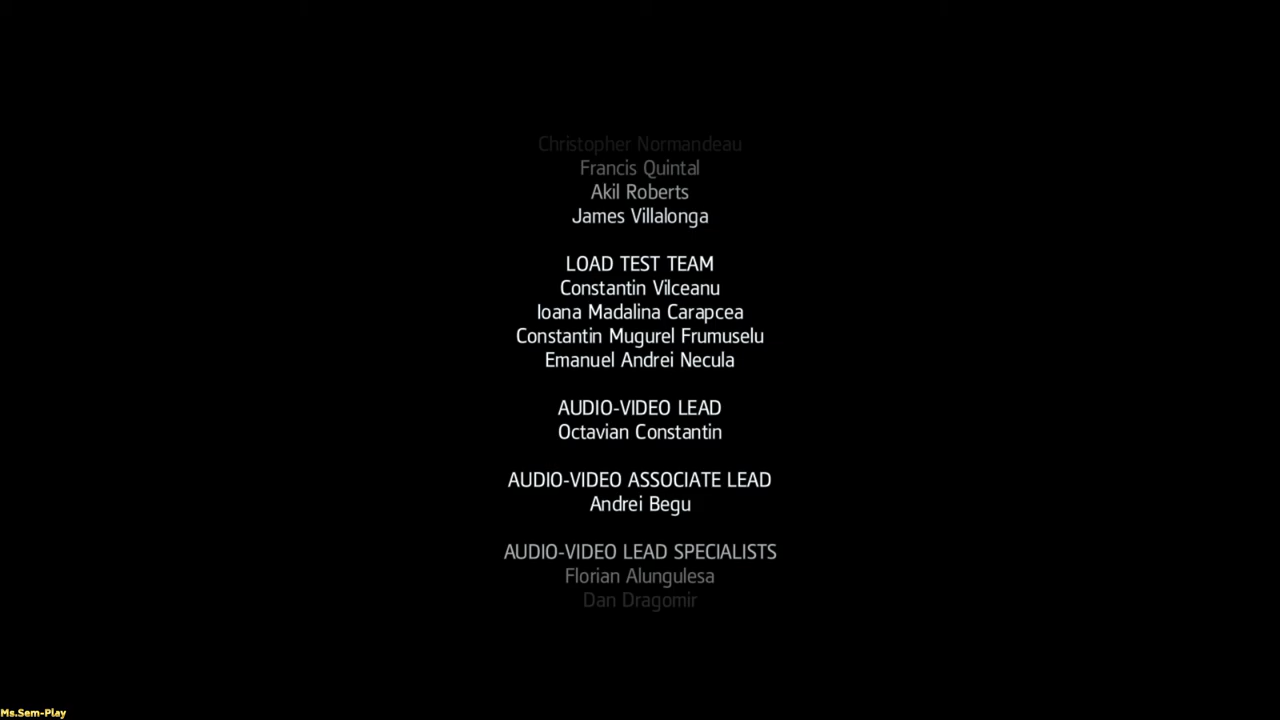 Christopher Normandeau
Francis Quintal
Akil Roberts
James Villalonga
LOAD TEST TEAM
Constantin Vilceanu
Ioana Madalina Carapcea
Constantin Mugurel Frumuselu
Emanuel Andrei Necula
AUDIO-VIDEO LEAD
Octavian Constantin
AUDIO-VIDEO ASSOCIATE LEAD
Andrei Begu
AUDIO-VIDEO LEAD SPECIALISTS
Florian Alungulesa
Dan Dragomir
Ms.Sem-Play